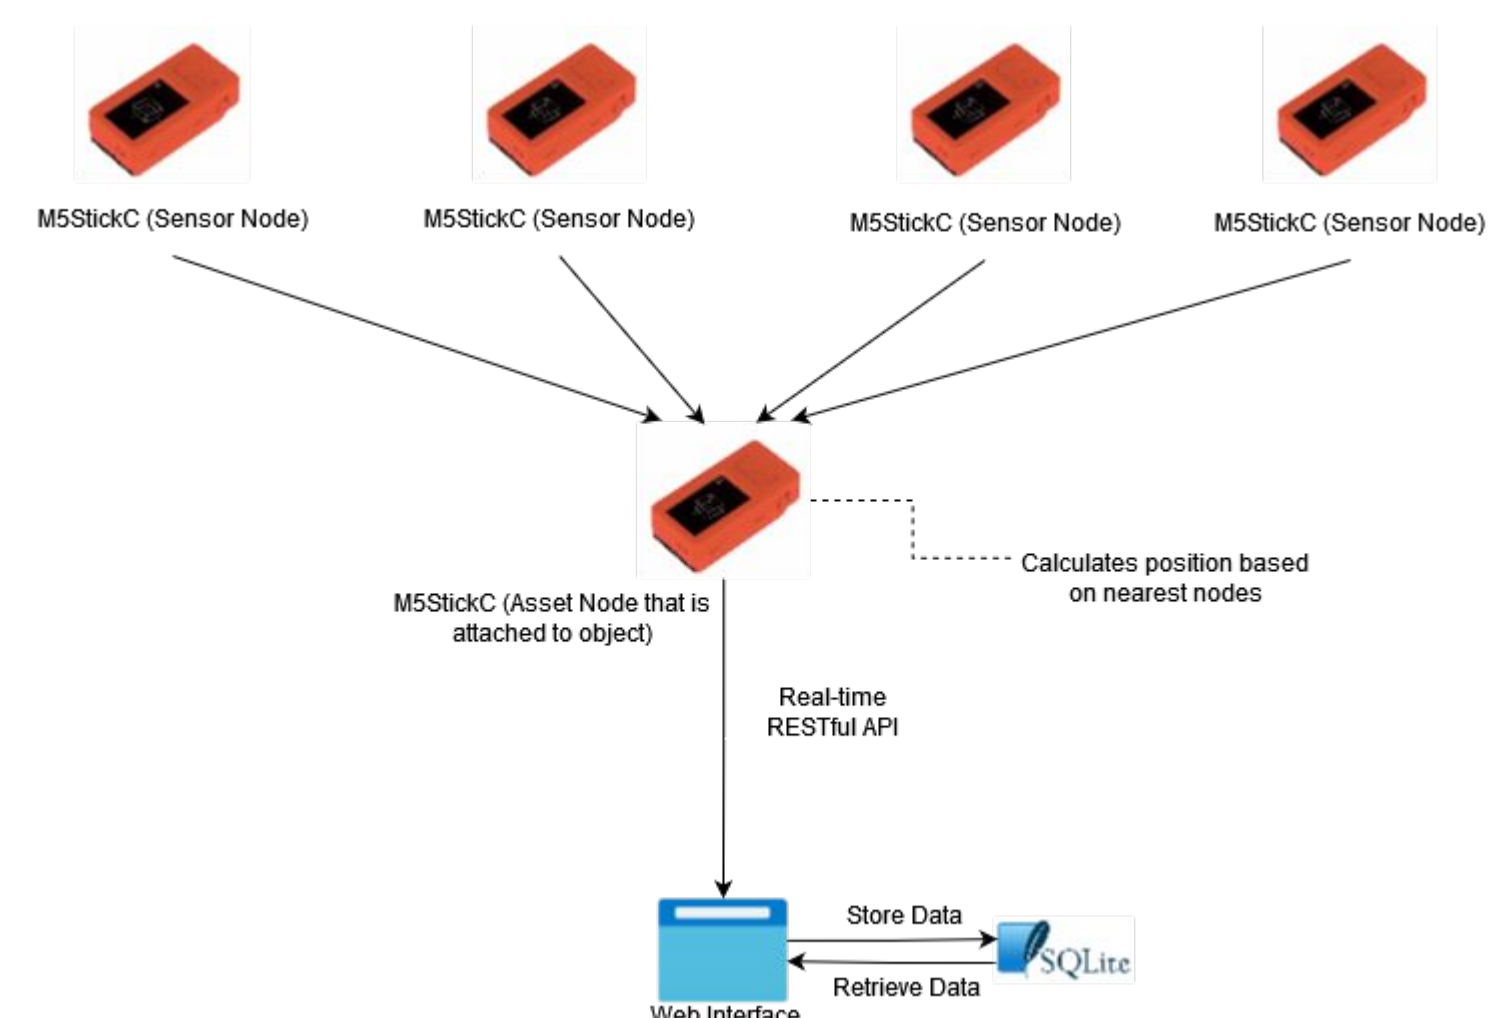 M5StickC (Sensor Node)
M5StickC (Sensor Node)
M5StickC (Sensor Node)
M5StickC (Sensor Node)
Calculates position based
on nearest nodes
M5StickC (Asset Node that is
attached to object)
Real-time
RESTful API
Store Data
SQLite
Retrieve Data
Web Interface